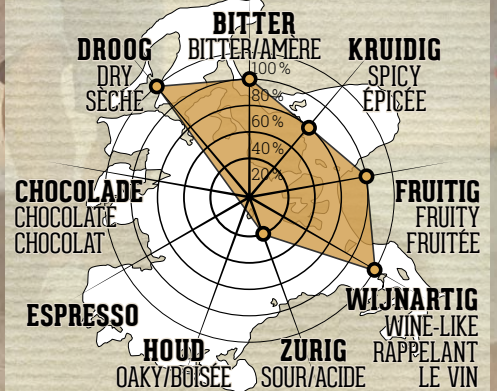 BITTER
BITTER/AMÈRE
DROOG
DRY
SÈCHE
KRUIDIG
SPICY
ÉPICÉE
100%
80%
60%
40%
20%
CHOCOLADE
CHOCOLATE
CHOCOLAT
FRUITIG
FRUITY
FRUITÉE
ESPRESSO
WIJNARTIG
WINE-LIKE
RAPPELANT
LE VIN
HOUD
OAKY/BOISÉE
ZURIG
SOUR/ACIDE